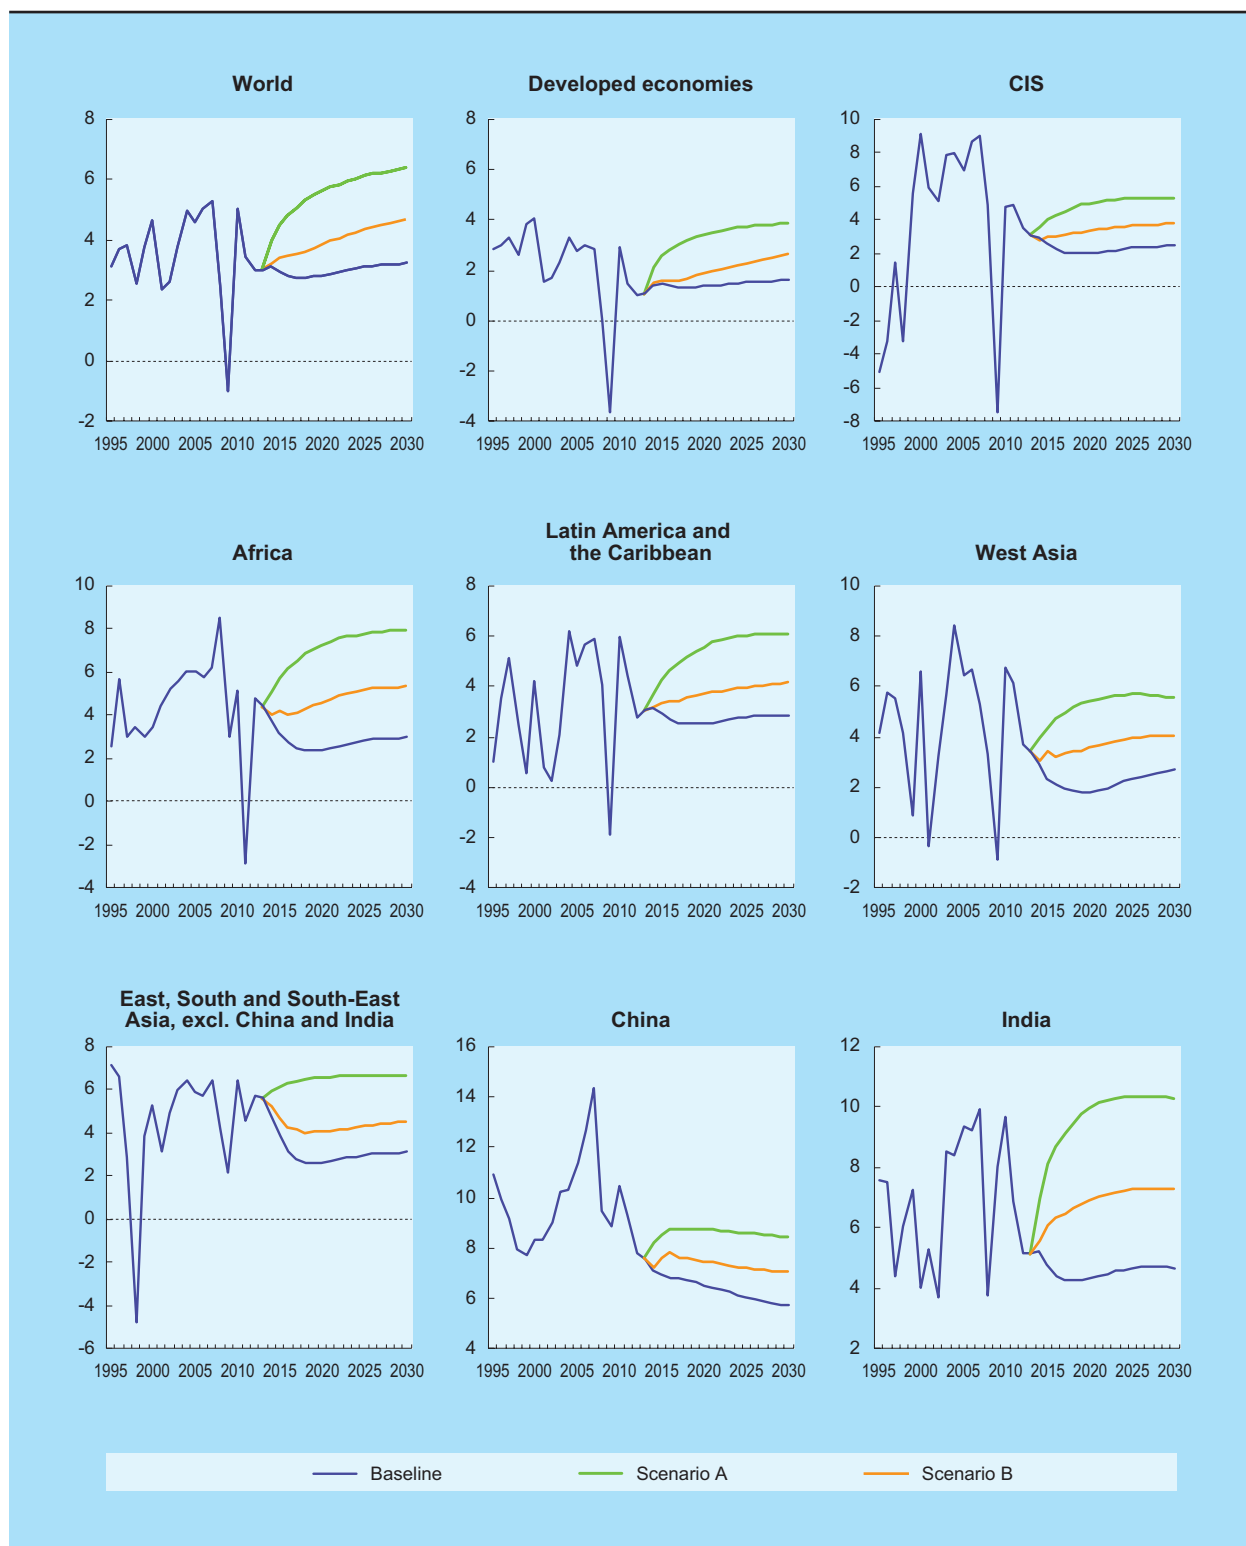 World
8
6
4
2
0
-2
1995 2000 2005 2010 2015 2020 2025 2030
Developed economies
8
6
4
2
0
-2
-4
1995 2000 2005 2010 2015 2020 2025 2030
CIS
10
8
6
4
2
0
-2
-4
-6
-8
1995 2000 2005 2010 2015 2020 2025 2030
Africa
10
8
6
4
2
0
-2
-4
1995 2000 2005 2010 2015 2020 2025 2030
Latin America and
the Caribbean
8
6
4
2
0
-2
-4
1995 2000 2005 2010 2015 2020 2025 2030
West Asia
10
8
6
4
2
0
-2
1995 2000 2005 2010 2015 2020 2025 2030
East, South and South-East
Asia, excl. China and India
8
6
4
2
0
-2
-4
-6
1995 2000 2005 2010 2015 2020 2025 2030
China
16
14
12
10
8
6
4
1995 2000 2005 2010 2015 2020 2025 2030
India
12
10
8
6
4
2
1995 2000 2005 2010 2015 2020 2025 2030
Baseline
Scenario A
Scenario B